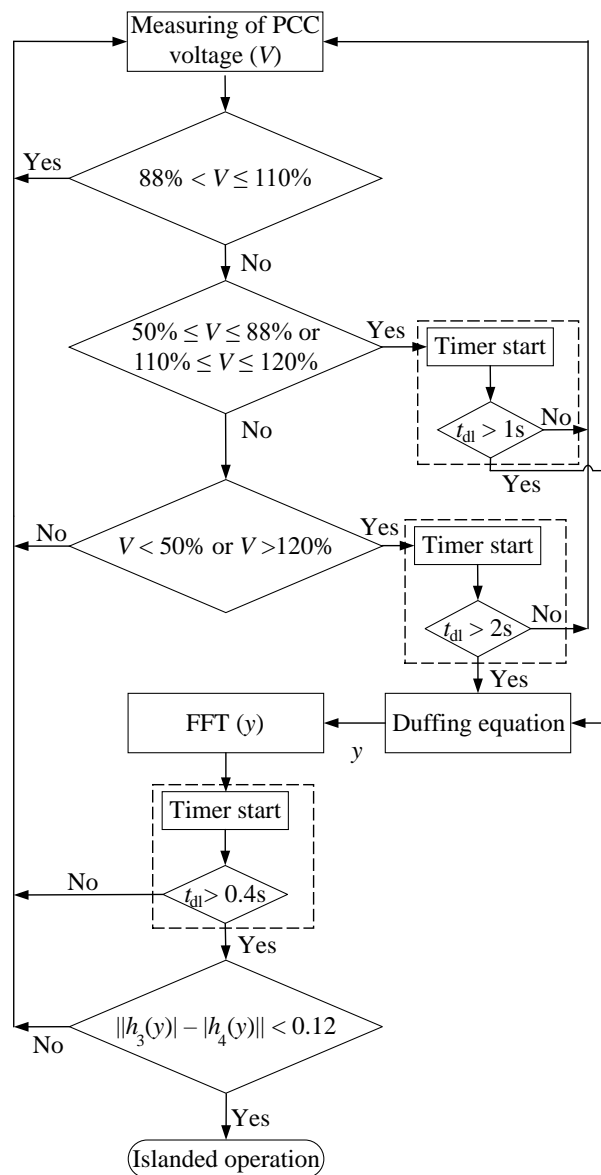 Measuring of PCC
voltage (V)
Yes
88% < V ≤ 110%
No
50% ≤ V ≤ 88% or
110% ≤ V ≤ 120%
Yes
Timer start
No
t_dl > 1s
No
Yes
V < 50% or V >120%
No
Yes
Timer start
t_dl > 2s
No
Yes
FFT (y)
y
Duffing equation
Timer start
No
t_dl > 0.4s
Yes
||h_3(y)| – |h_4(y)|| < 0.12
No
Yes
Islanded operation